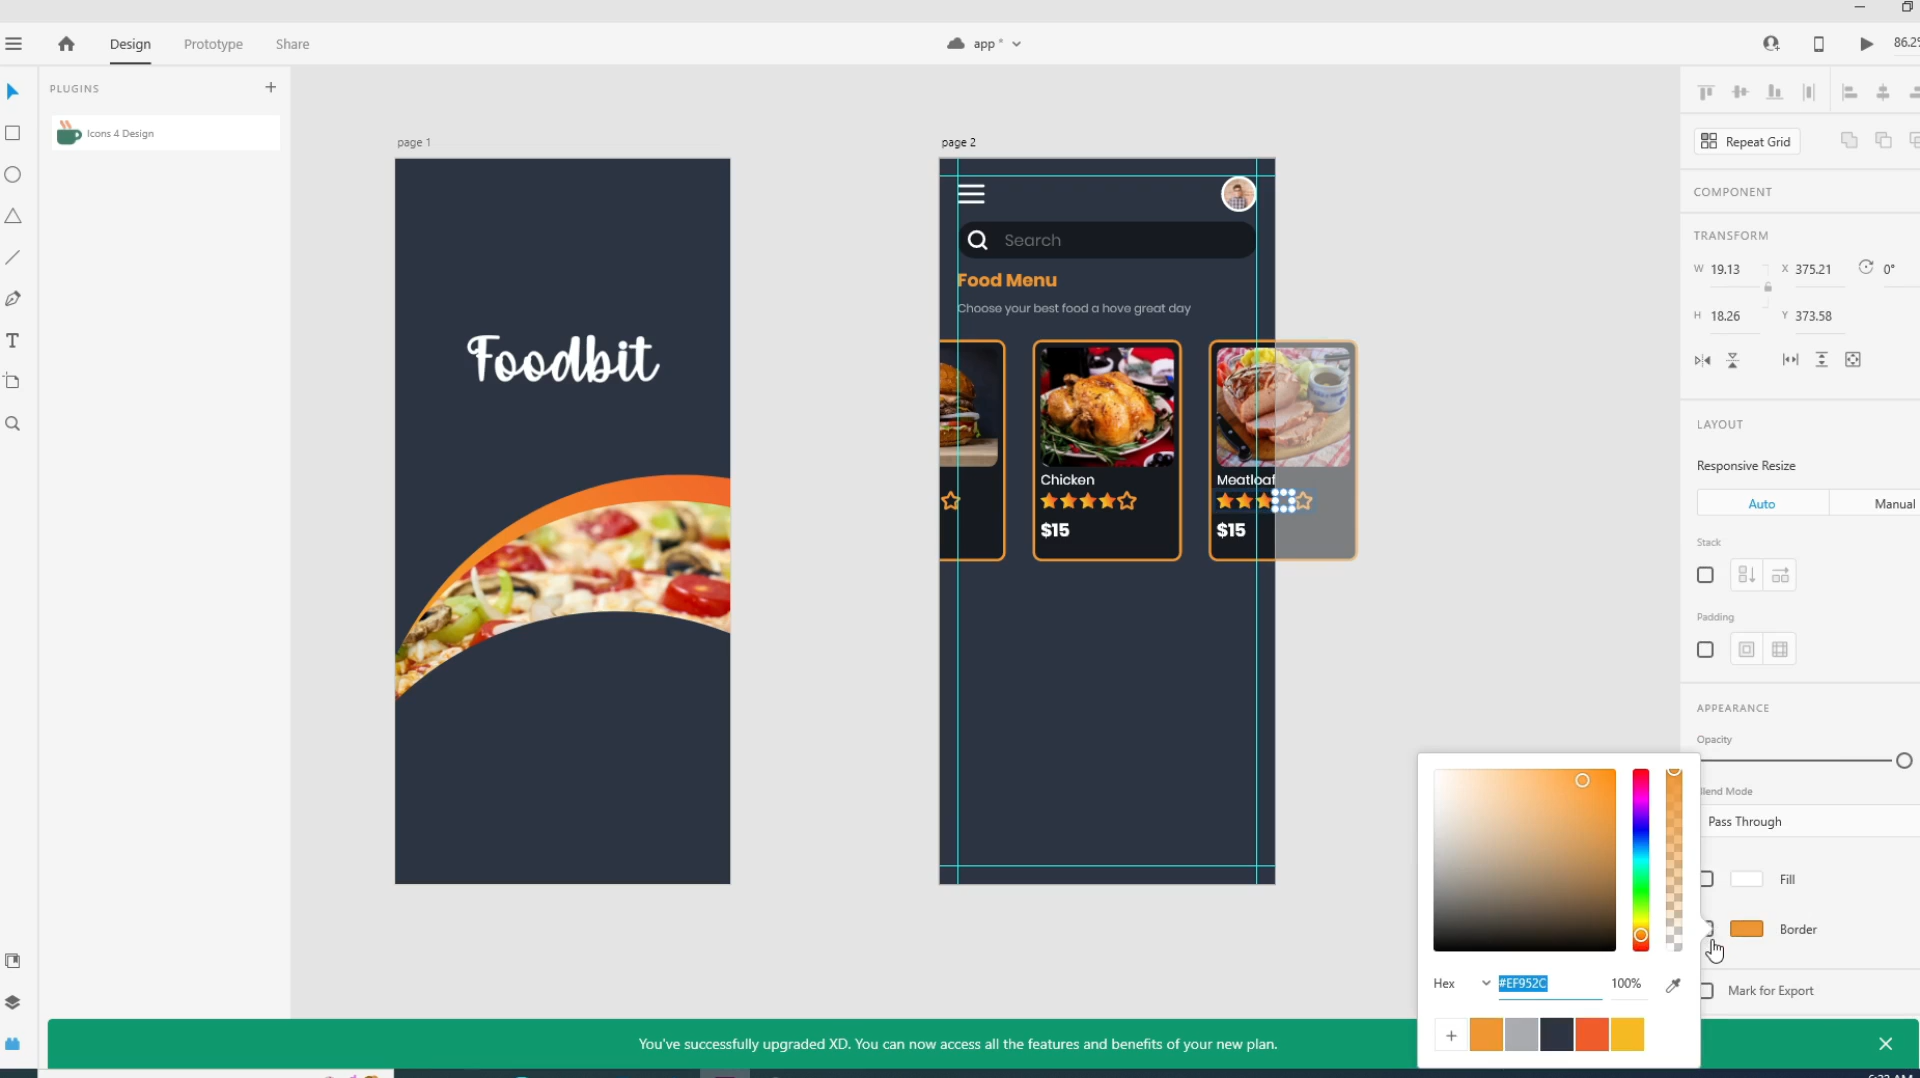 Design
Prototype
Share
app *
86.2%
PLUGINS
+
Icons 4 Design
page 1
page 2
Foodbit
Search
Food Menu
Choose your best food a hove great day
Chicken
$15
Meatloaf
$15
Repeat Grid
COMPONENT
TRANSFORM
W 19.13
X 375.21
0°
H 18.26
Y 373.58
LAYOUT
Responsive Resize
Auto
Manual
Stack
Padding
APPEARANCE
Opacity
Blend Mode
Pass Through
Fill
Border
Mark for Export
Hex
#EF952C
100%
+
You've successfully upgraded XD. You can now access all the features and benefits of your new plan.